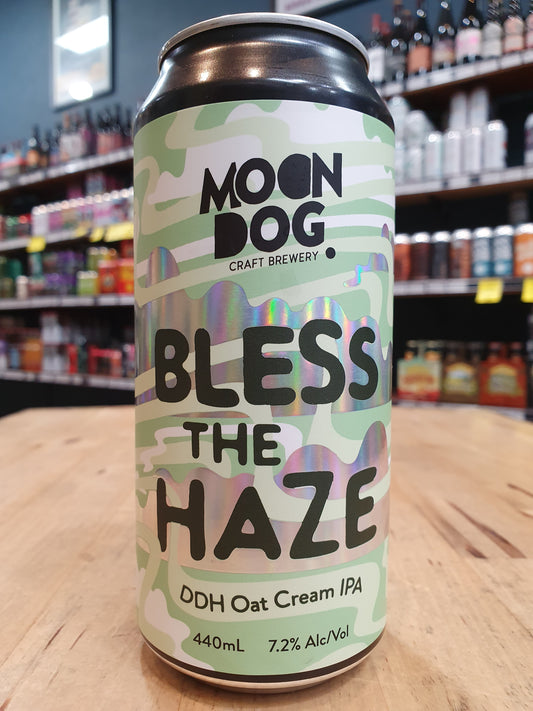 MOON
DOG.
CRAFT BREWERY
BLESS
THE
HAZE
DDH Oat Cream IPA
440mL 7.2% Alc/Vol